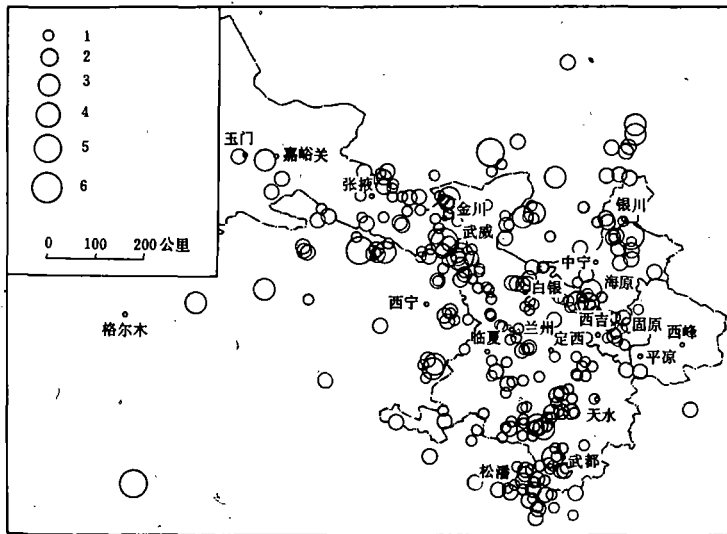 1
2
3
4
5
6
0 100 200 公里
玉门
嘉峪关
张掖
金川
武威
银川
中宁
海原
白银
西宁
格尔木
西吉
固原
西峰
兰州
临夏
定西
平凉
天水
武都
松潘